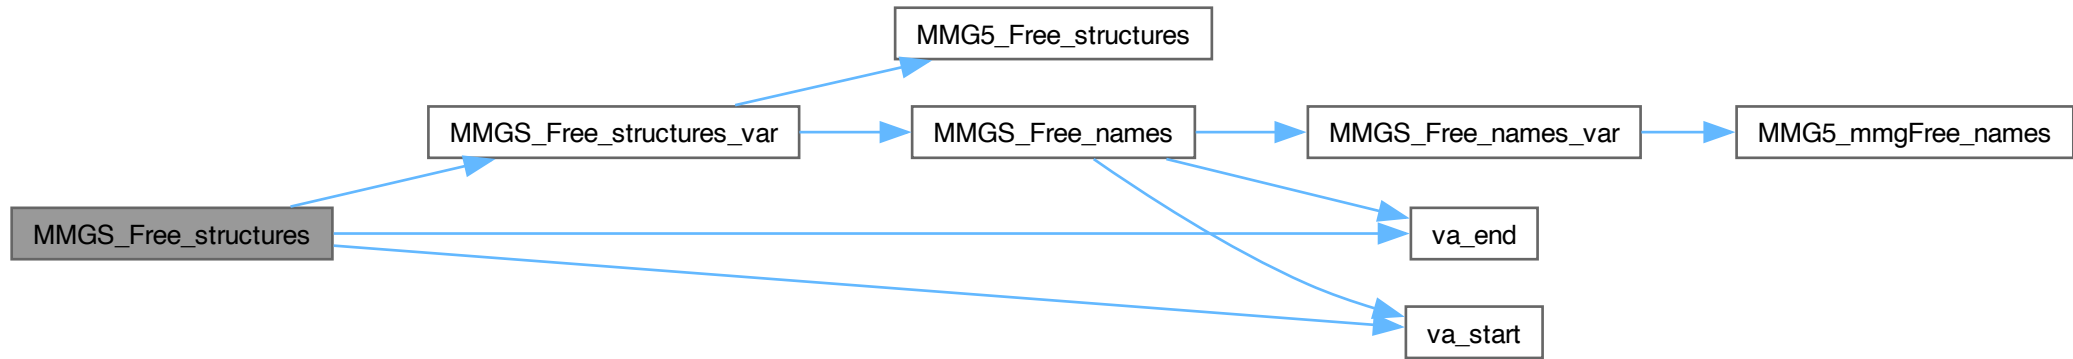 MMG5_Free_structures
MMGS_Free_structures_var
MMGS_Free_names
MMGS_Free_names_var
MMG5_mmgFree_names
MMGS_Free_structures
va_end
va_start